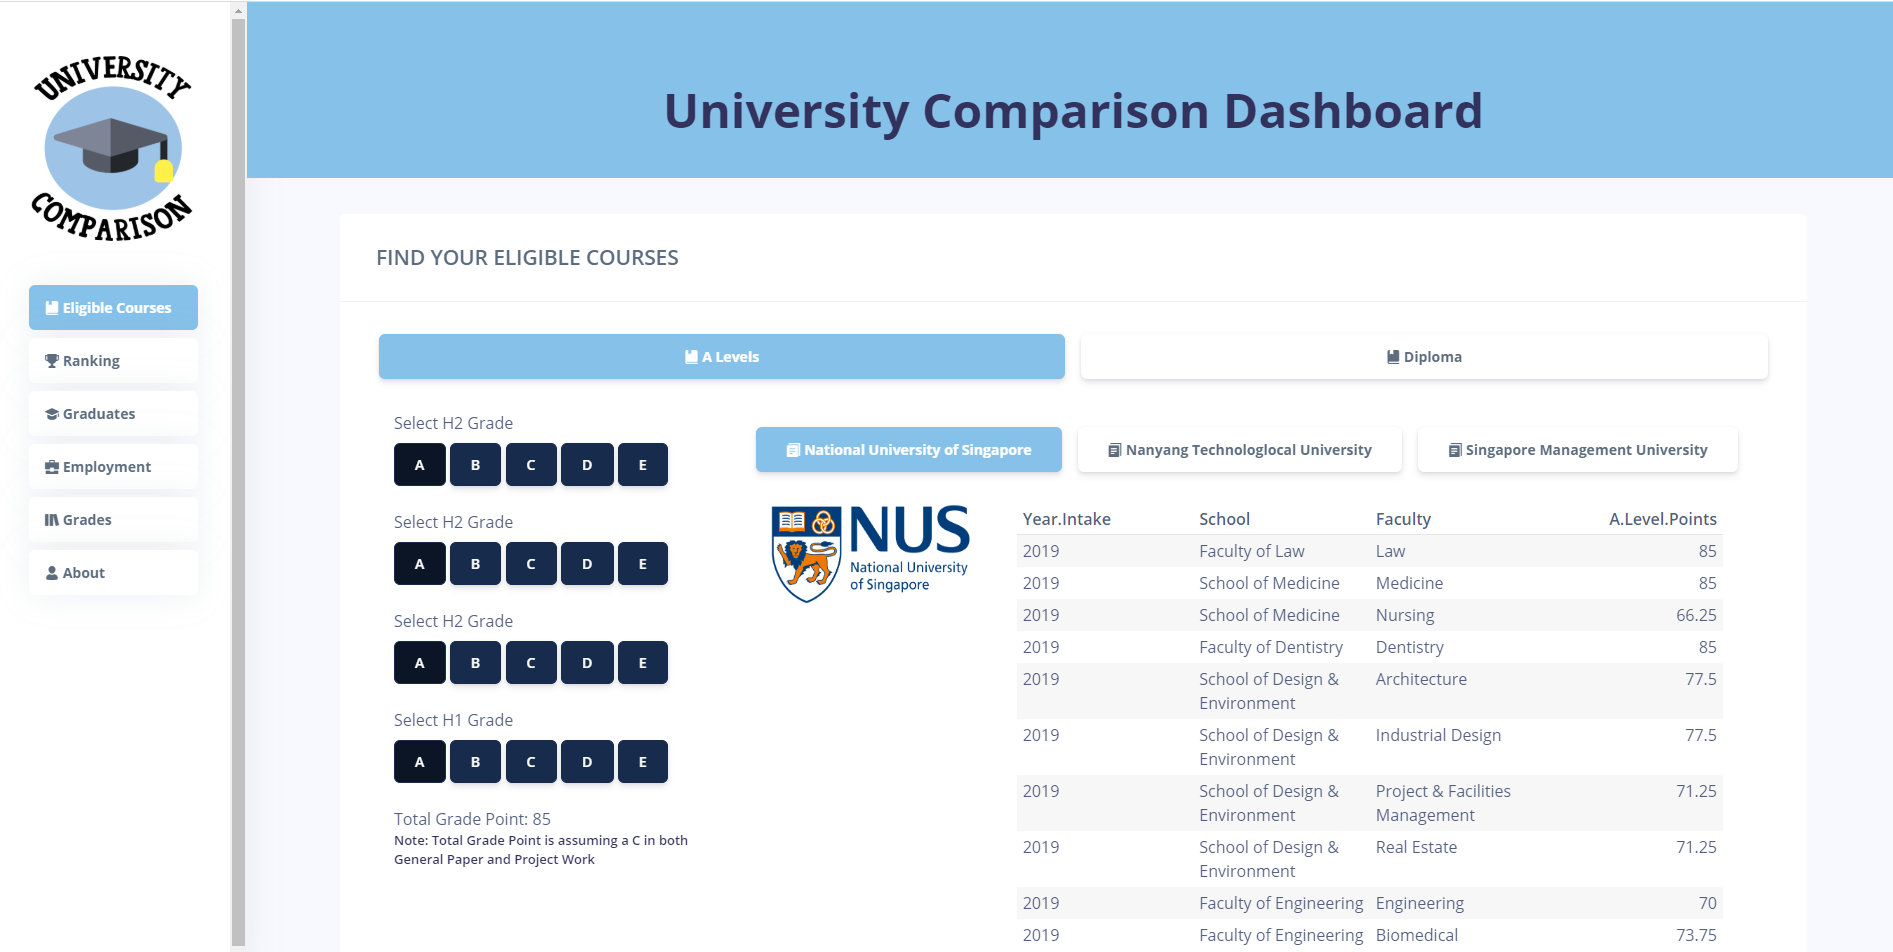 UNIVERSITY
COMPARISON
Eligible Courses
Ranking
Graduates
Employment
Grades
About
University Comparison Dashboard
FIND YOUR ELIGIBLE COURSES
A Levels
Diploma
Select H2 Grade
A B C D E
Select H2 Grade
A B C D E
Select H2 Grade
A B C D E
Select H1 Grade
A B C D E
Total Grade Point: 85
Note: Total Grade Point is assuming a C in both
General Paper and Project Work
National University of Singapore
Nanyang Technologlocal University
Singapore Management University
NUS
National University
of Singapore
Year.Intake School Faculty A.Level.Points
2019 Faculty of Law Law 85
2019 School of Medicine Medicine 85
2019 School of Medicine Nursing 66.25
2019 Faculty of Dentistry Dentistry 85
2019 School of Design & Architecture 77.5
Environment
2019 School of Design & Industrial Design 77.5
Environment
2019 School of Design & Project & Facilities 71.25
Environment Management
2019 School of Design & Real Estate 71.25
Environment
2019 Faculty of Engineering Engineering 70
2019 Faculty of Engineering Biomedical 73.75